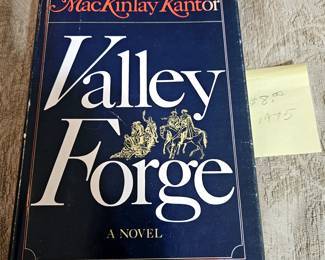 MacKinlay Kantor
Valley
Forge
A NOVEL
$8.00
1975